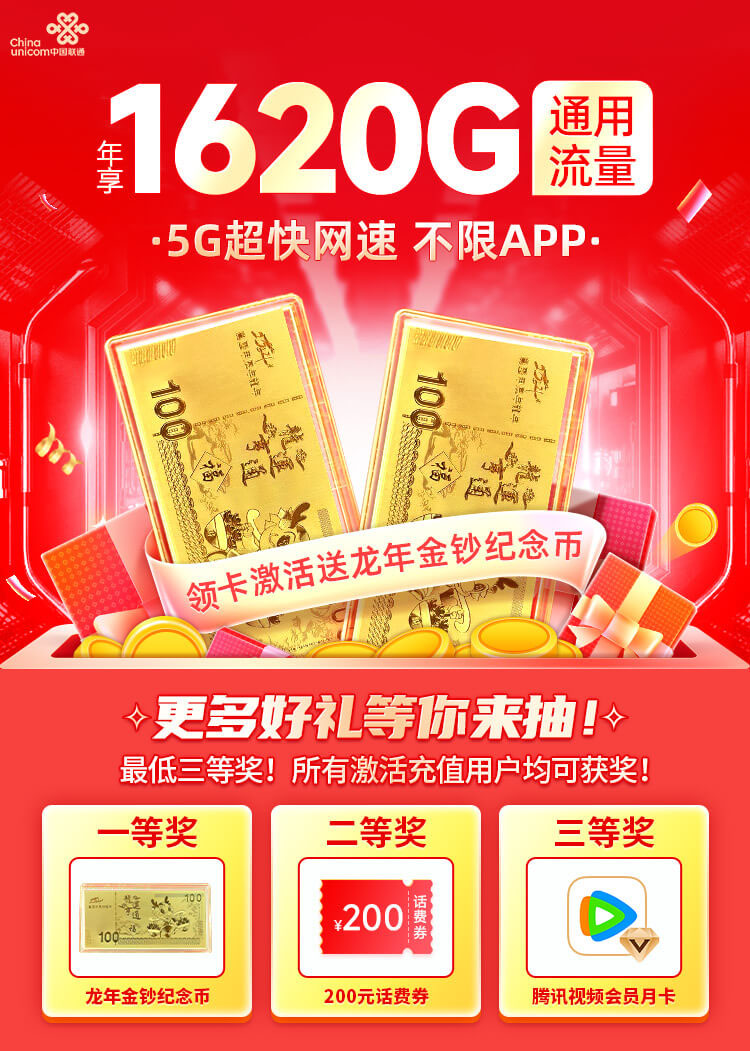 China
unicom中国联通
年享
1620G
通用
流量
·5G超快网速 不限APP·
100
100
福
福
领卡激活送龙年金钞纪念币
更多好礼等你来抽!
最低三等奖!所有激活充值用户均可获奖!
一等奖
二等奖
三等奖
100
100
福
¥200
话费券
龙年金钞纪念币
200元话费券
腾讯视频会员月卡